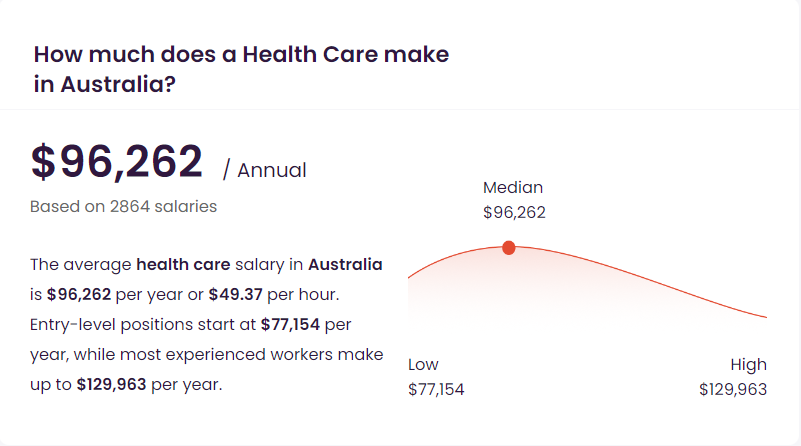 How much does a Health Care make
in Australia?
$96,262 / Annual
Based on 2864 salaries
The average health care salary in Australia
is $96,262 per year or $49.37 per hour.
Entry-level positions start at $77,154 per
year, while most experienced workers make
up to $129,963 per year.
Median
$96,262
Low
$77,154
High
$129,963